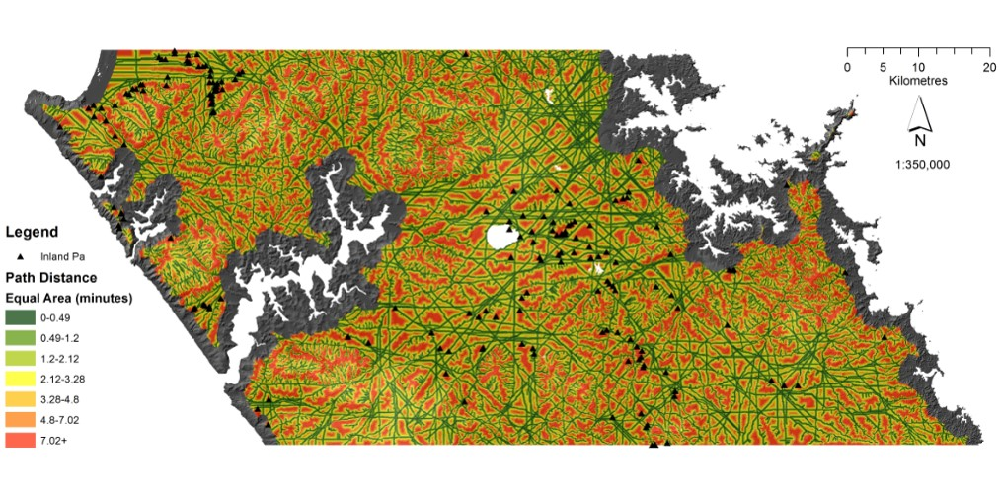 0 5 10 20
Kilometres
N
1:350,000
Legend
Inland Pa
Path Distance
Equal Area (minutes)
0-0.49
0.49-1.2
1.2-2.12
2.12-3.28
3.28-4.8
4.8-7.02
7.02+